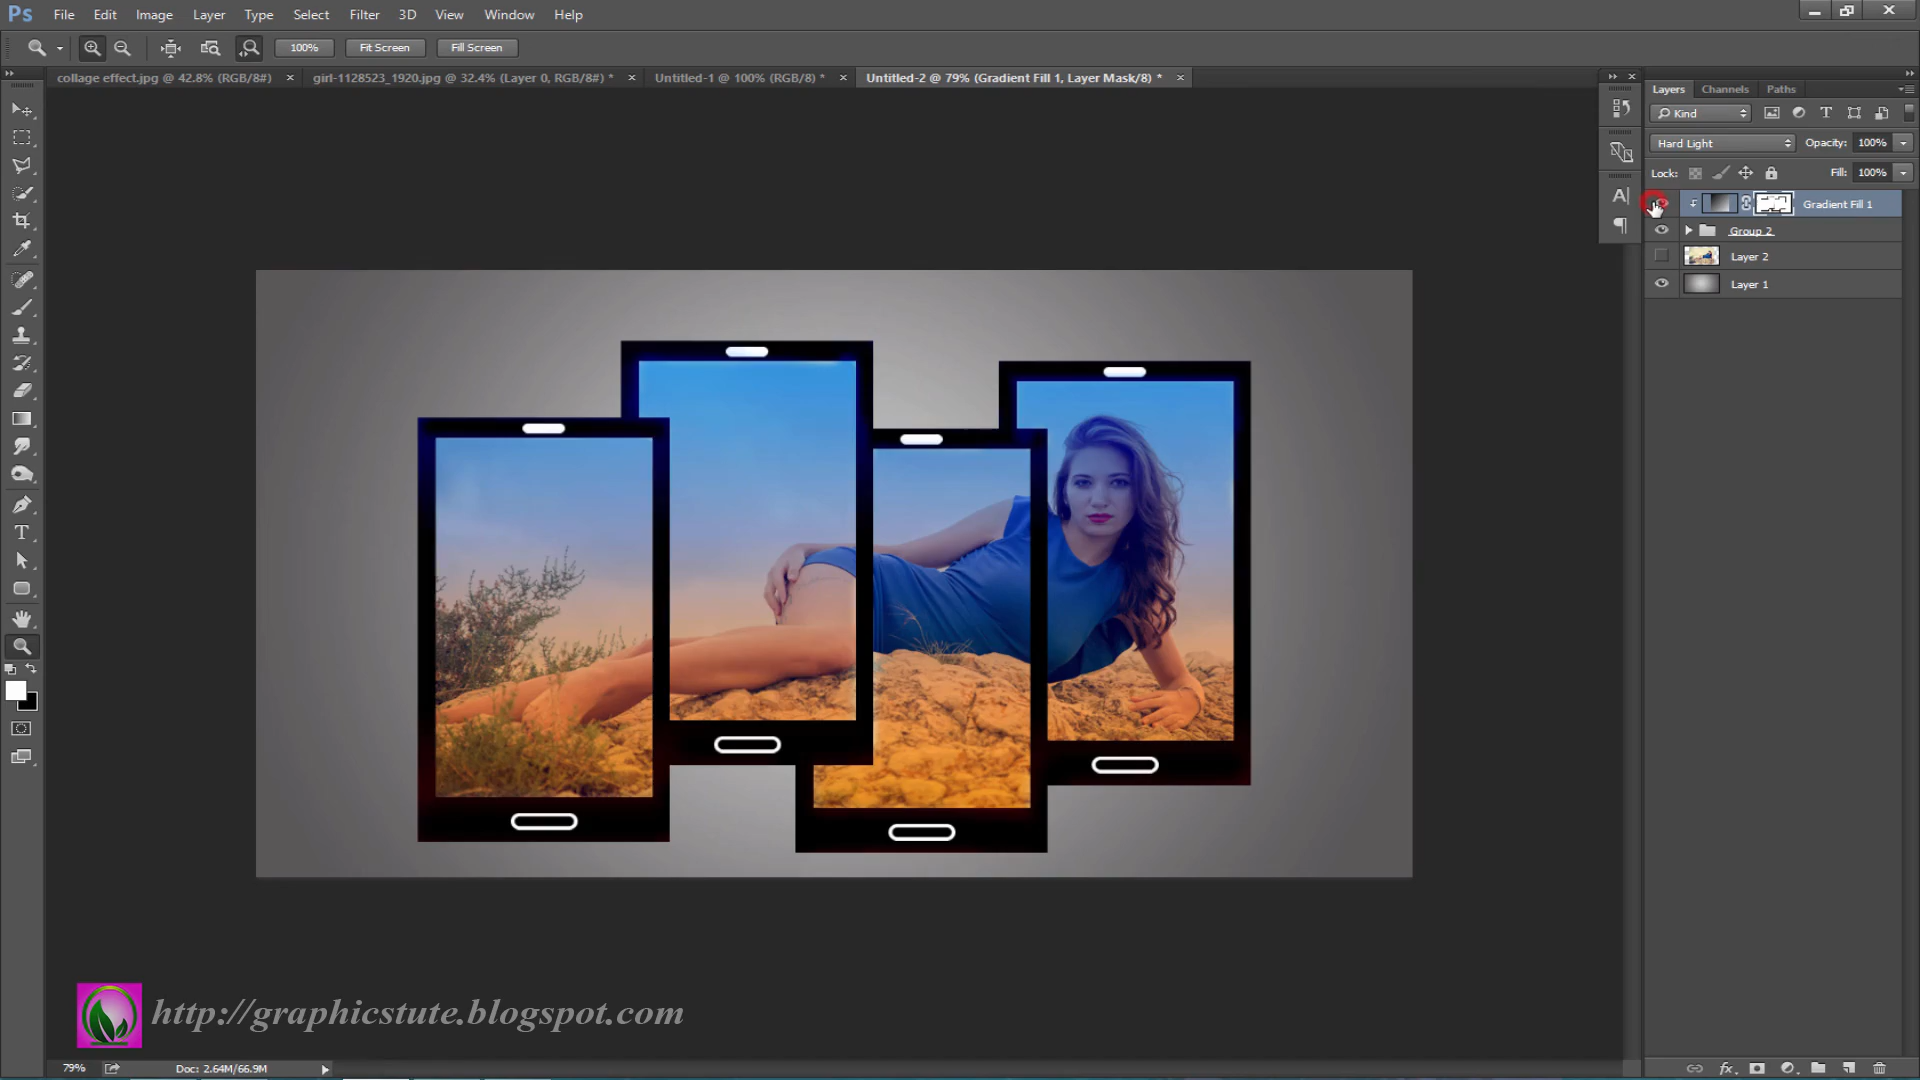 Ps File Edit Image Layer Type Select Filter 3D View Window Help
100% Fit Screen Fill Screen
collage effect.jpg @ 42.8% (RGB/8#) × girl-1128523_1920.jpg @ 32.4% (Layer 0, RGB/8#) * × Untitled-1 @ 100% (RGB/8) * × Untitled-2 @ 79% (Gradient Fill 1, Layer Mask/8) * ×
Layers Channels Paths
Kind
Hard Light Opacity: 100%
Lock: Fill: 100%
Gradient Fill 1
Group 2
Layer 2
Layer 1
http://graphicstute.blogspot.com
79% Doc: 2.64M/66.9M